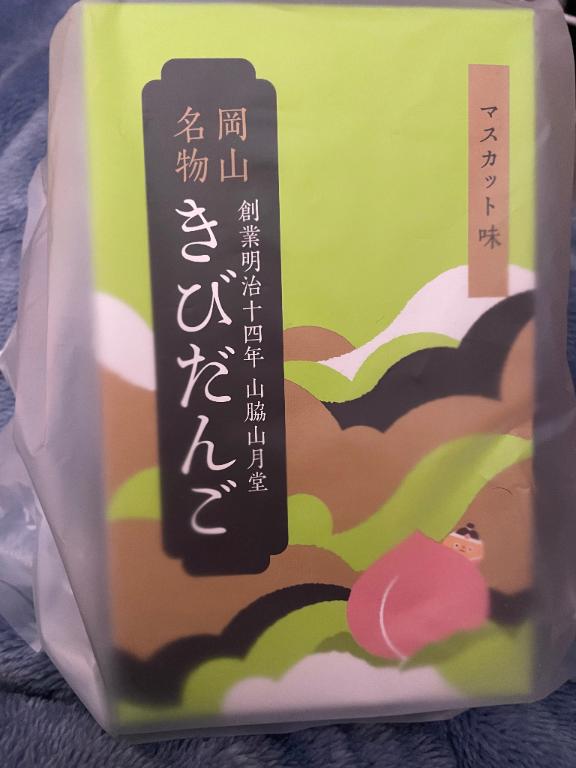 マスカット味
岡山
名物
創業明治十四年 山脇山月堂
きびだんご